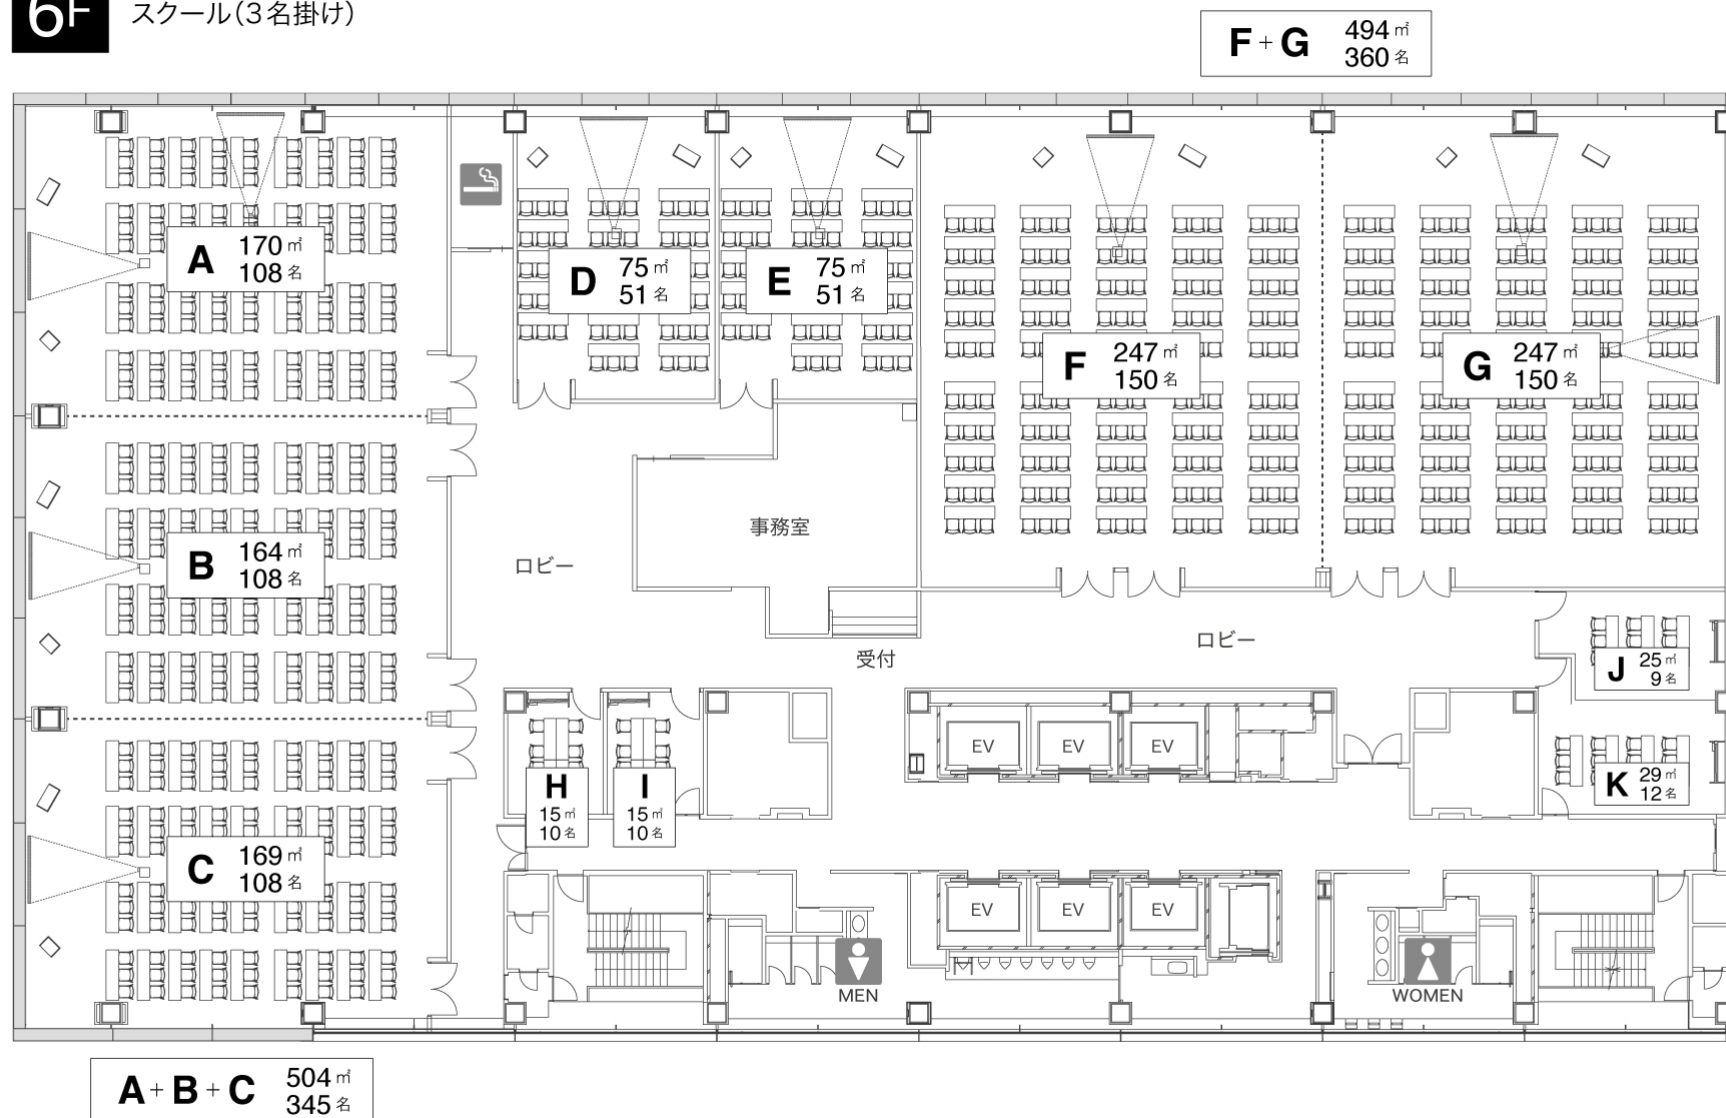 6F スクール(3名掛け)
F + G 494㎡
360名
A 170㎡
108名
D 75㎡
51名
E 75㎡
51名
F 247㎡
150名
G 247㎡
150名
事務室
B 164㎡
108名
ロビー
ロビー
受付
J 25㎡
9名
EV
EV
EV
H
15㎡
10名
I
15㎡
10名
K 29㎡
12名
C 169㎡
108名
EV
EV
EV
MEN
WOMEN
A + B + C 504㎡
345名